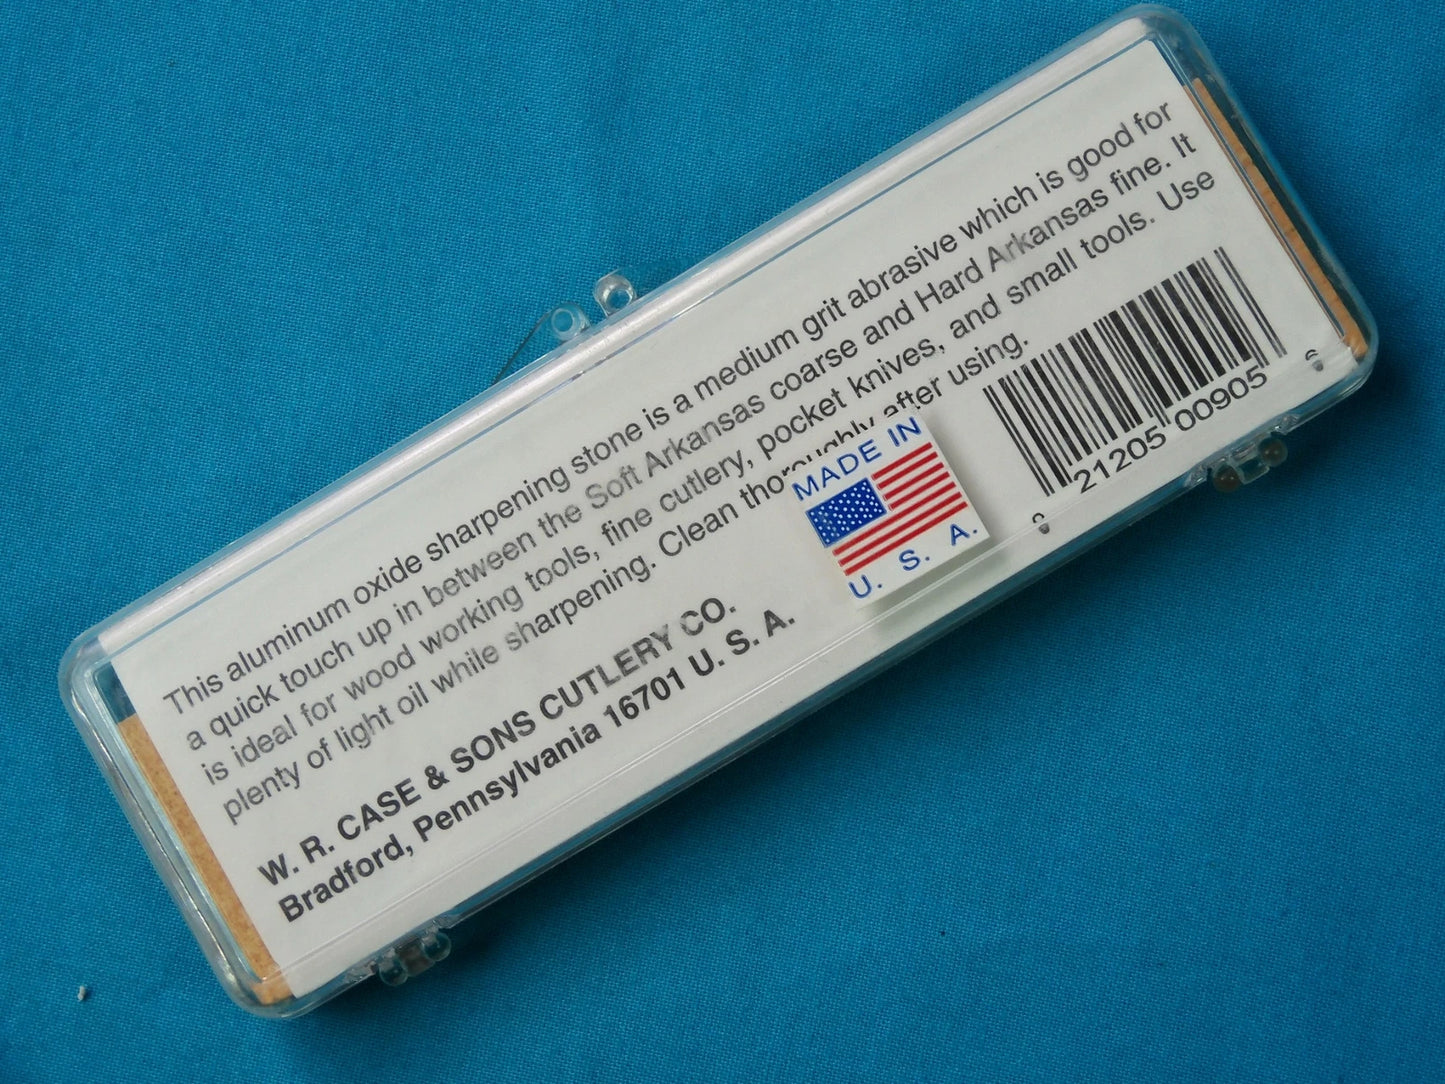 This aluminum oxide sharpening stone is a medium grit abrasive which is good for
a quick touch up in between the Soft Arkansas coarse and Hard Arkansas fine. It
is ideal for wood working tools, fine cutlery, pocket knives, and small tools. Use
plenty of light oil while sharpening. Clean thoroughly after using.
W. R. CASE & SONS CUTLERY CO.
Bradford, Pennsylvania 16701 U. S. A.
MADE IN
U. S. A.
21205 00905 6